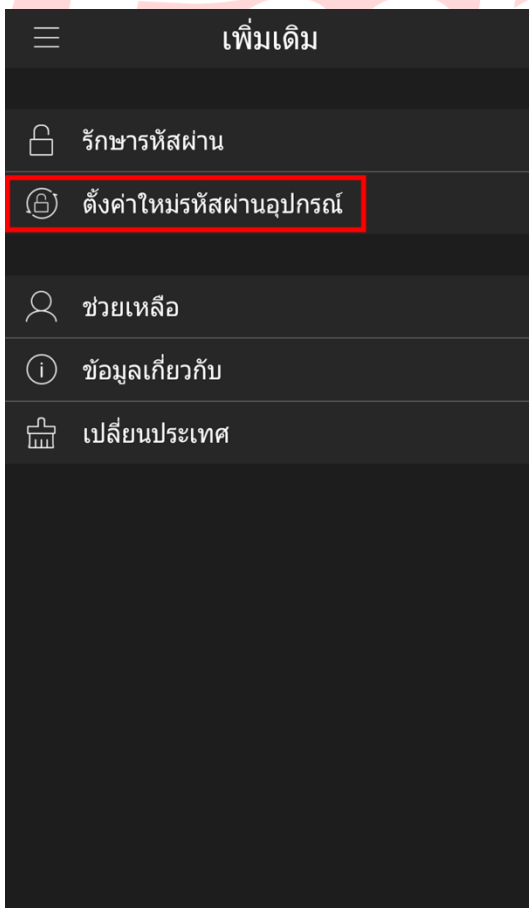 เพิ่มเดิม
รักษารหัสผ่าน
ตั้งค่าใหม่รหัสผ่านอุปกรณ์
ช่วยเหลือ
ข้อมูลเกี่ยวกับ
เปลี่ยนประเทศ